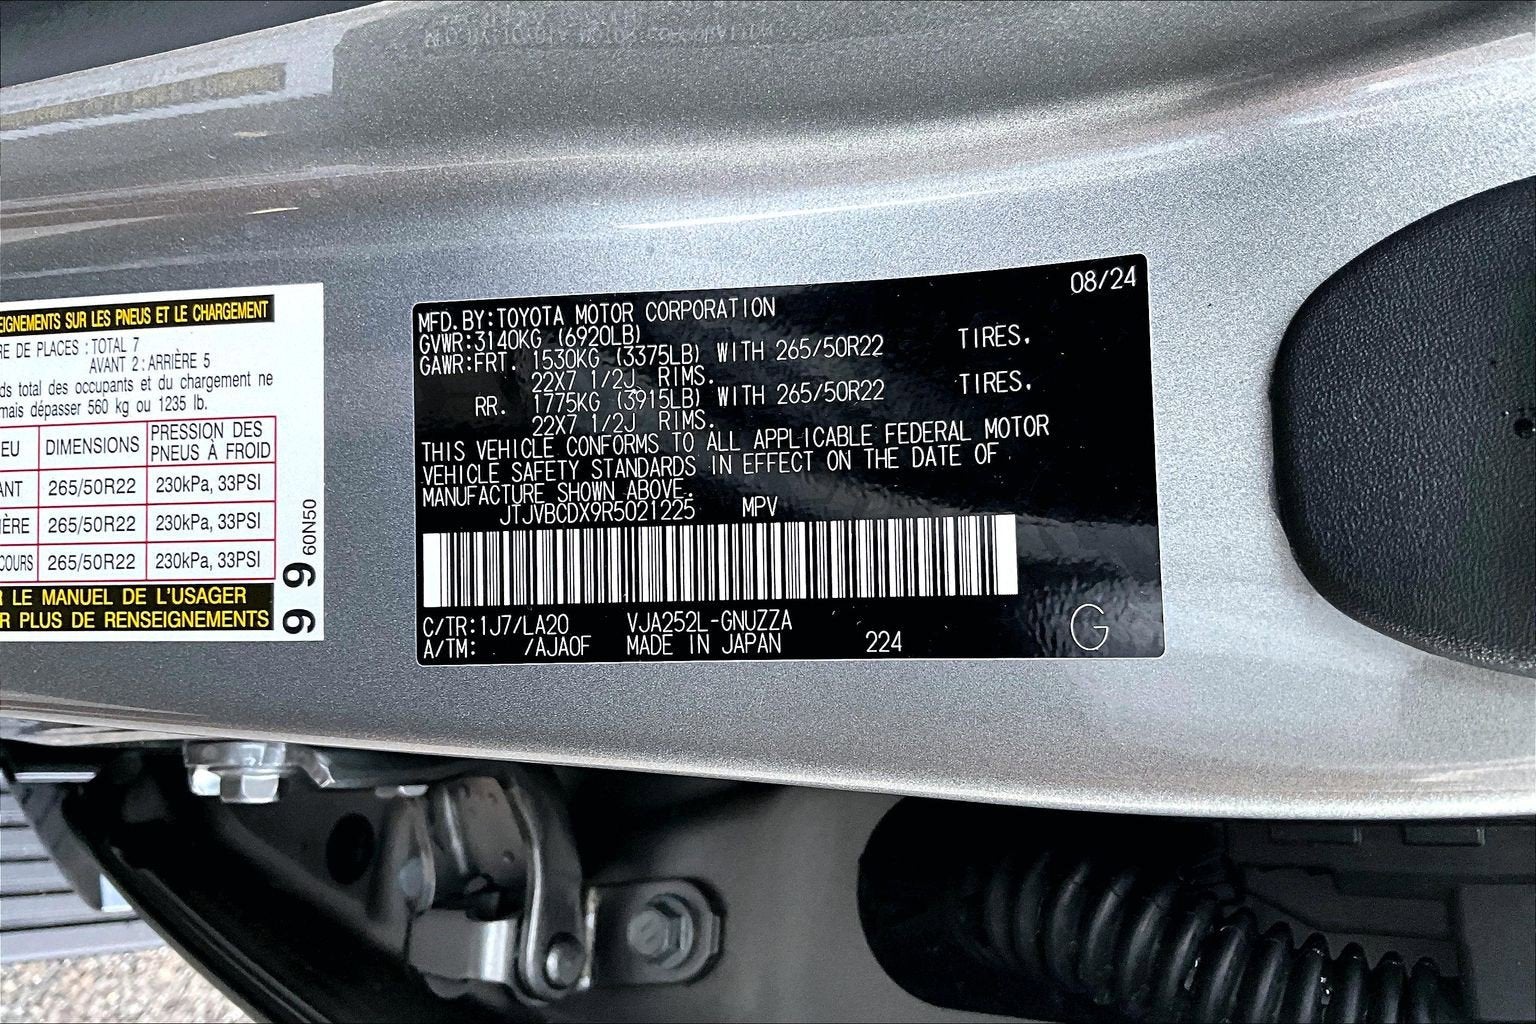 EIGNEMENTS SUR LES PNEUS ET LE CHARGEMENT
RE DE PLACES : TOTAL 7
AVANT 2 : ARRIÈRE 5
ds total des occupants et du chargement ne
mais dépasser 560 kg ou 1235 lb.
EU DIMENSIONS PRESSION DES PNEUS À FROID
ANT 265/50R22 230kPa, 33PSI
IÈRE 265/50R22 230kPa, 33PSI
COURS 265/50R22 230kPa, 33PSI
R LE MANUEL DE L'USAGER
R PLUS DE RENSEIGNEMENTS
60N50
99
08/24
MFD.BY:TOYOTA MOTOR CORPORATION
GVWR:3140KG (6920LB)
GAWR:FRT. 1530KG (3375LB) WITH 265/50R22 TIRES.
22X7 1/2J RIMS.
RR. 1775KG (3915LB) WITH 265/50R22 TIRES.
22X7 1/2J RIMS.
THIS VEHICLE CONFORMS TO ALL APPLICABLE FEDERAL MOTOR
VEHICLE SAFETY STANDARDS IN EFFECT ON THE DATE OF
MANUFACTURE SHOWN ABOVE.
JTJVBCDX9R5021225 MPV
C/TR:1J7/LA20 VJA252L-GNUZZA
A/TM: /AJA0F MADE IN JAPAN 224
G